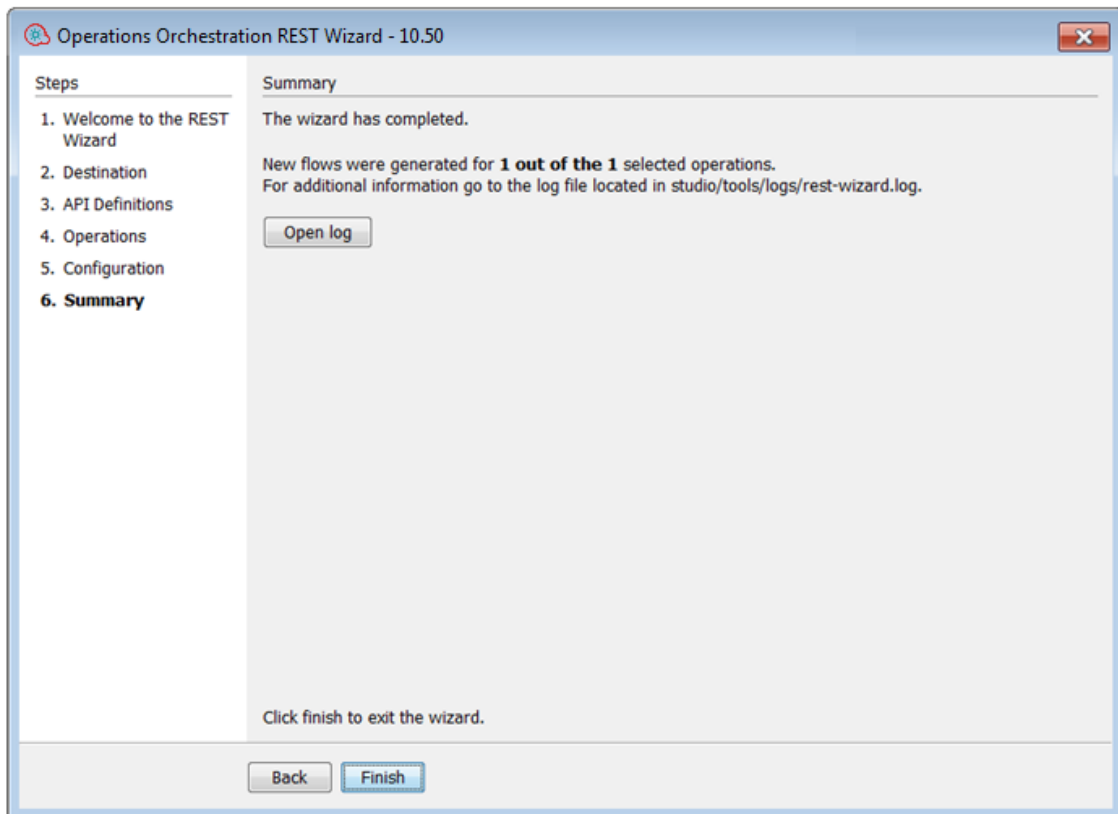 Operations Orchestration REST Wizard - 10.50
Steps
1. Welcome to the REST
Wizard
2. Destination
3. API Definitions
4. Operations
5. Configuration
6. Summary
Summary
The wizard has completed.
New flows were generated for 1 out of the 1 selected operations.
For additional information go to the log file located in studio/tools/logs/rest-wizard.log.
Open log
Click finish to exit the wizard.
Back
Finish